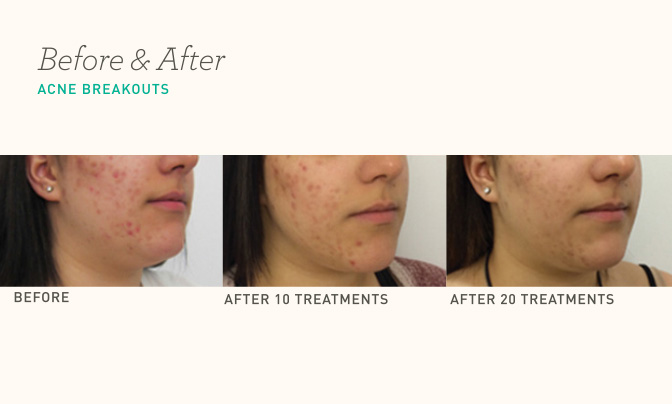 Before & After
ACNE BREAKOUTS
BEFORE
AFTER 10 TREATMENTS
AFTER 20 TREATMENTS